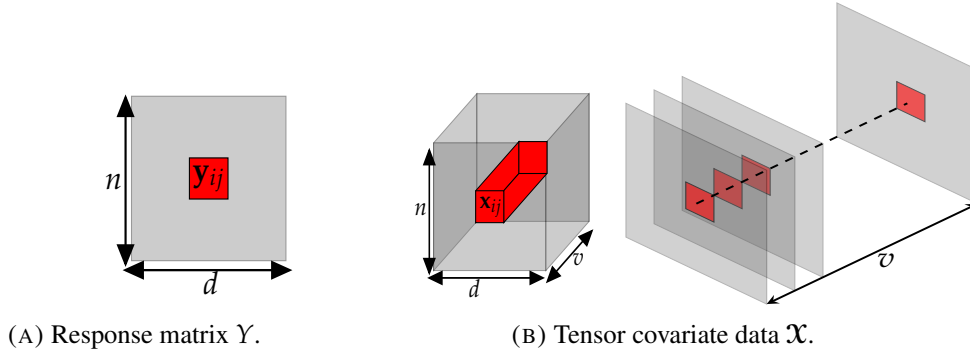 n
y_ij
d
(A) Response matrix Y.
n
x_ij
d
v
v
(B) Tensor covariate data 𝔛.